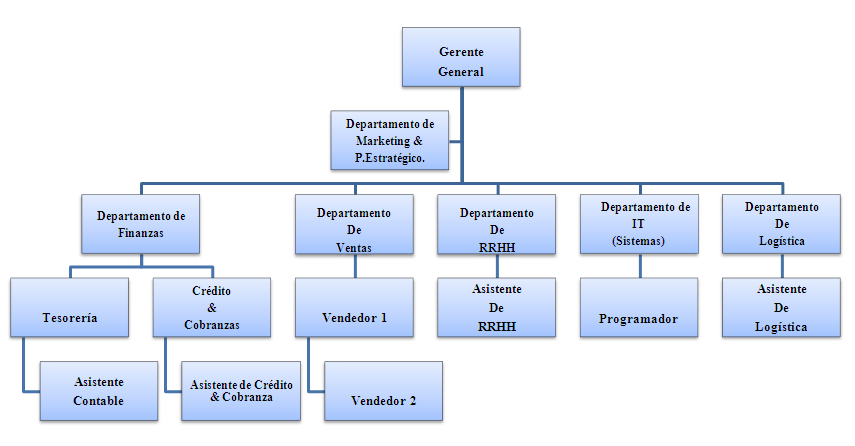 Gerente
General
Departamento de
Marketing &
P.Estratégico.
Departamento de
Finanzas
Departamento
De
Ventas
Departamento
De
RRHH
Departamento de
IT
(Sistemas)
Departamento
De
Logística
Tesorería
Crédito
&
Cobranzas
Vendedor 1
Asistente
De
RRHH
Programador
Asistente
De
Logística
Asistente
Contable
Asistente de Crédito
& Cobranza
Vendedor 2